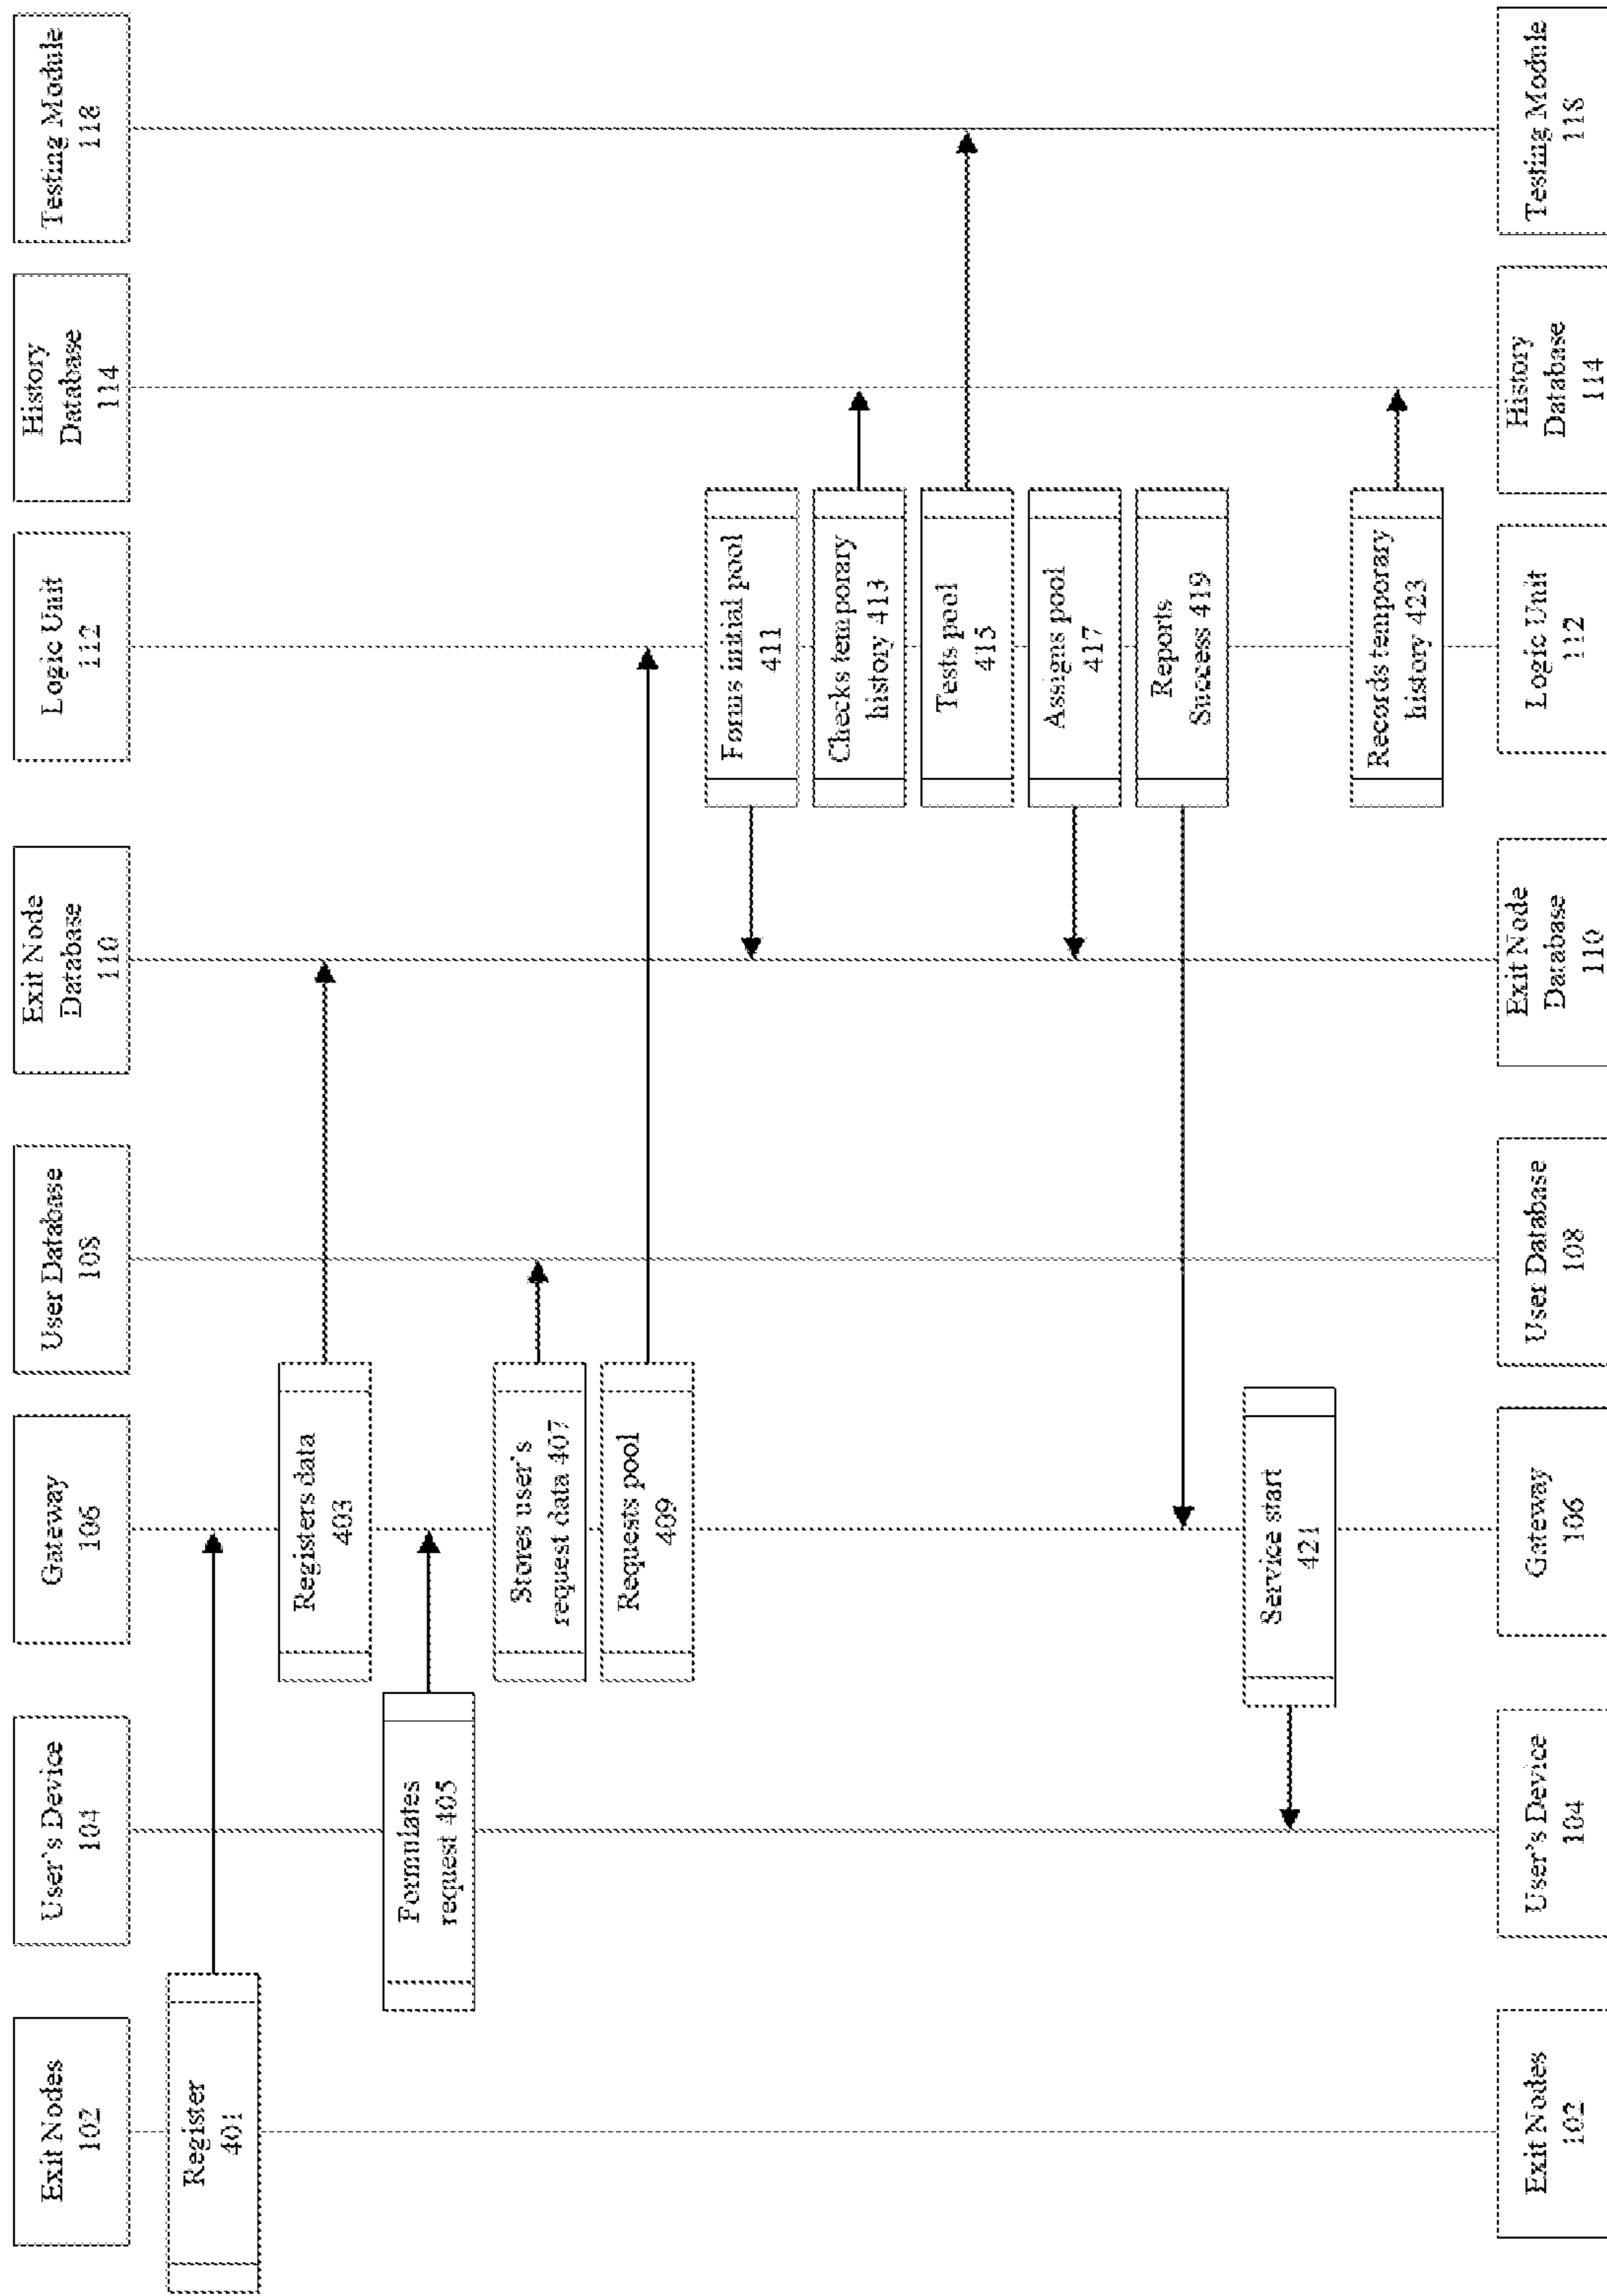 Exit Nodes
102
User's Device
104
Gateway
106
User Database
108
Exit Node
Database
110
Logic Unit
112
History
Database
114
Testing Module
118
Register
401
Registers data
403
Formulates
request 405
Stores user's
request data 407
Requests pool
409
Forms initial pool
411
Checks temporary
history 413
Tests pool
415
Assigns pool
417
Reports
Success 419
Service start
421
Records temporary
history 423
Exit Nodes
102
User's Device
104
Gateway
106
User Database
108
Exit Node
Database
110
Logic Unit
112
History
Database
114
Testing Module
118